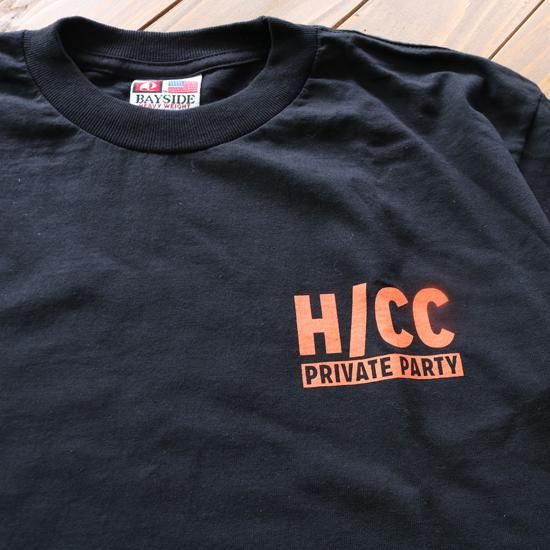 BAYSIDE
HEAVY WEIGHT
H/CC
PRIVATE PARTY